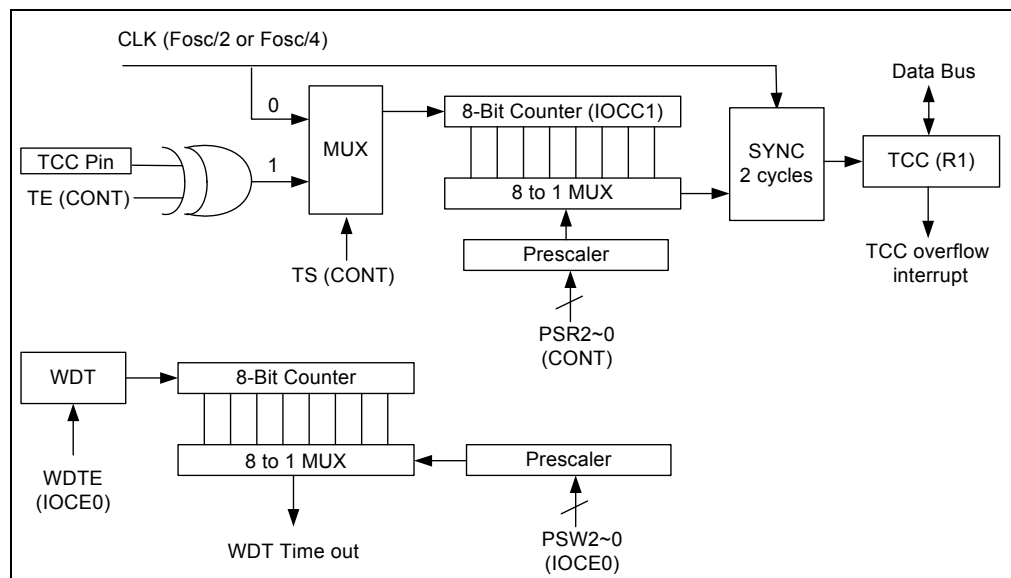 CLK (Fosc/2 or Fosc/4)
Data Bus
0
8-Bit Counter (IOCC1)
MUX
SYNC
2 cycles
TCC (R1)
TCC Pin
1
TE (CONT)
8 to 1 MUX
TS (CONT)
Prescaler
TCC overflow
interrupt
PSR2~0
(CONT)
WDT
8-Bit Counter
8 to 1 MUX
Prescaler
WDTE
(IOCE0)
WDT Time out
PSW2~0
(IOCE0)